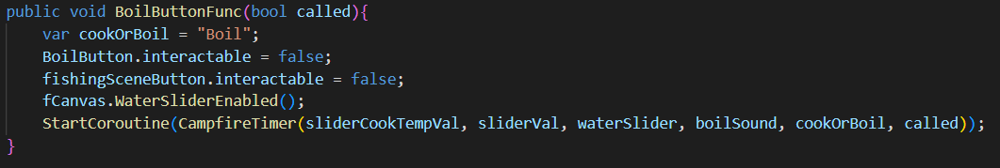 public void BoilButtonFunc(bool called){
var cookOrBoil = "Boil";
BoilButton.interactable = false;
fishingSceneButton.interactable = false;
fCanvas.WaterSliderEnabled();
StartCoroutine(CampfireTimer(sliderCookTempVal, sliderVal, waterSlider, boilSound, cookOrBoil, called));
}